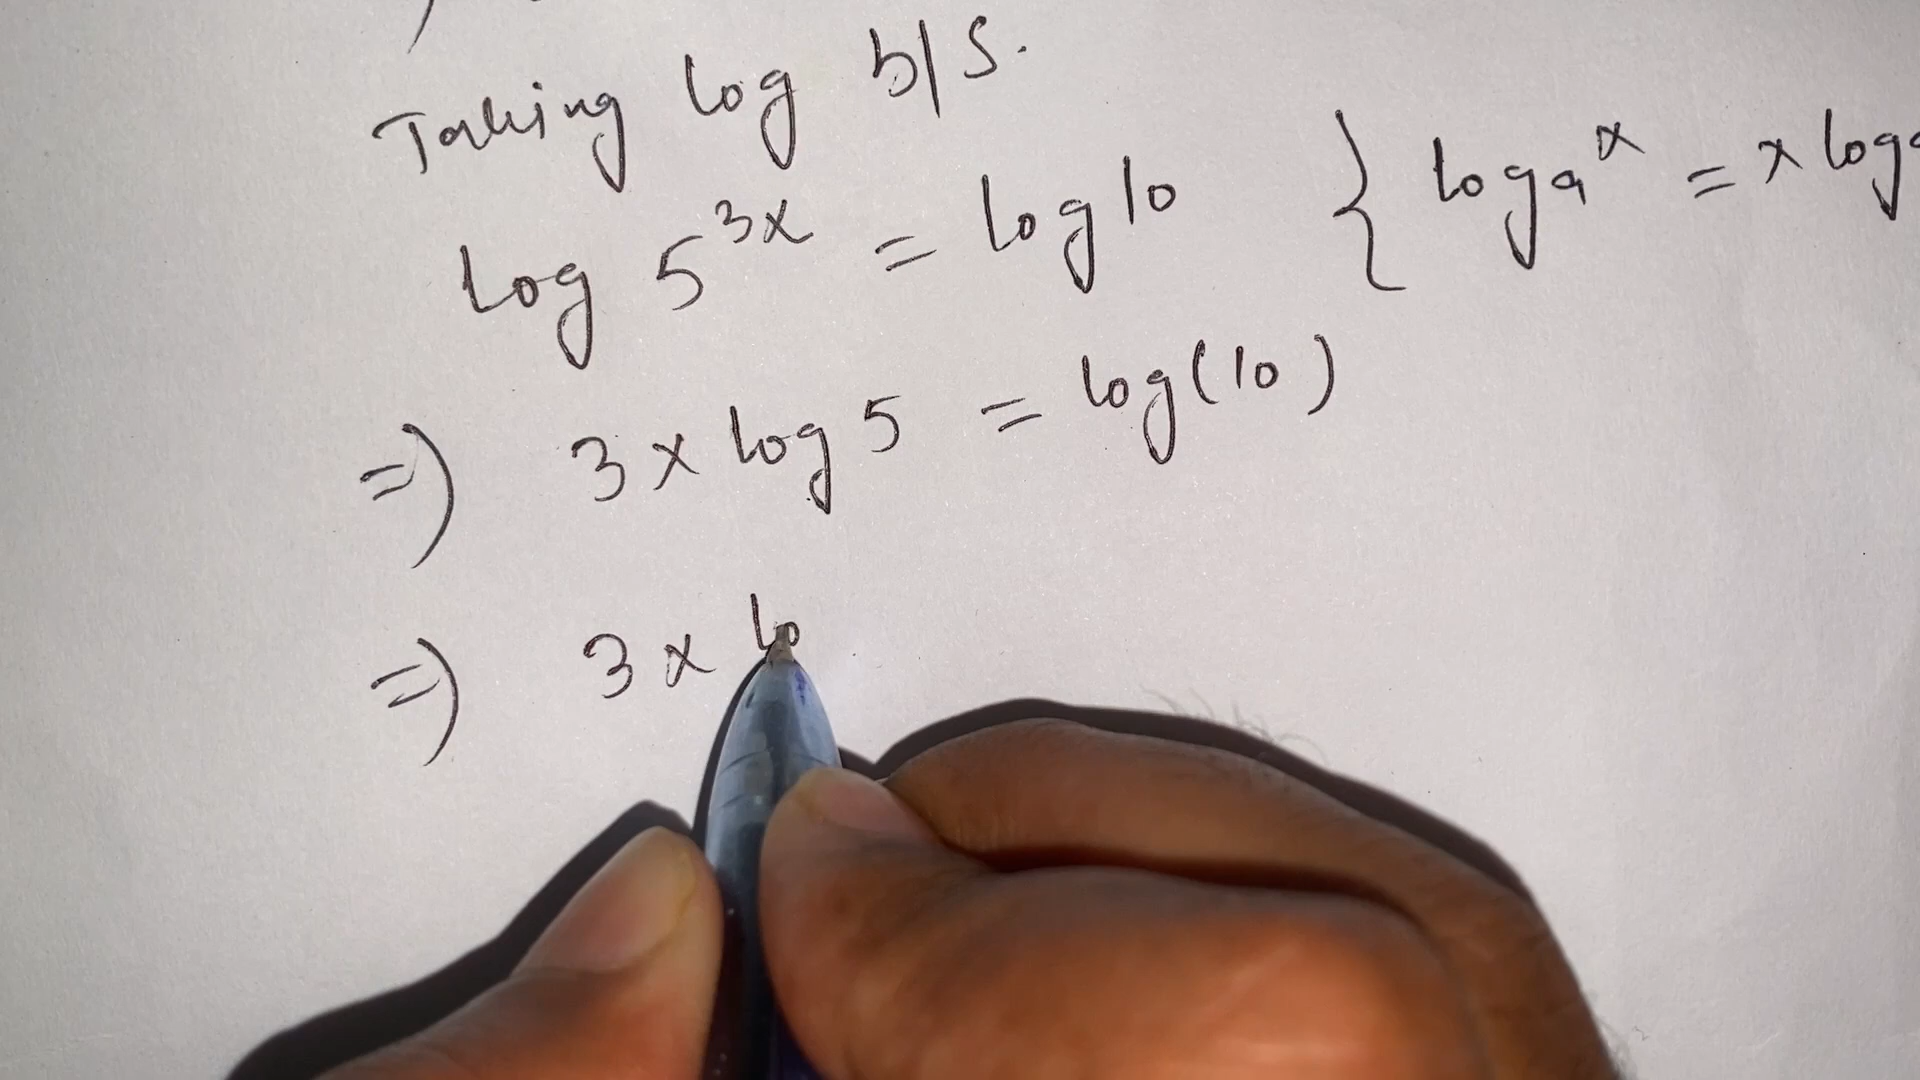 Taking log b/s.
log 5^3x = log 10 { log a^x = x log
=> 3x log 5 = log(10)
=> 3x lo